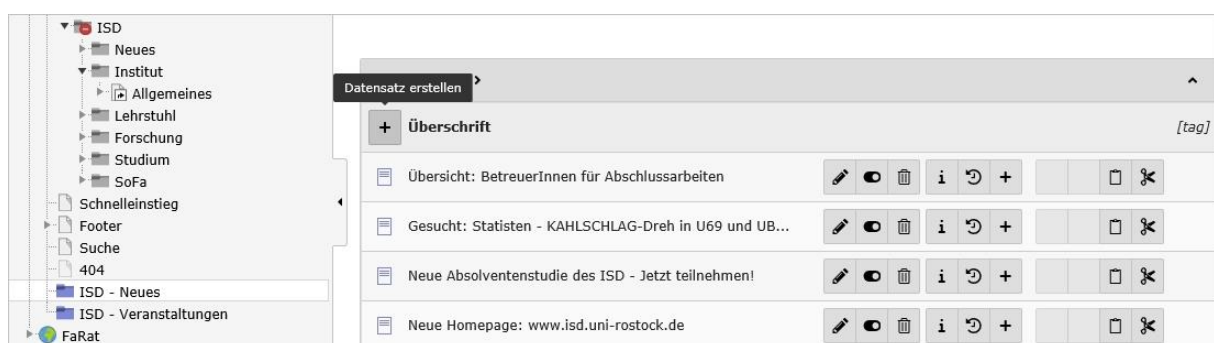 ISD
Neues
Institut
Allgemeines
Lehrstuhl
Forschung
Studium
SoFa
Schnelleinstieg
Footer
Suche
404
ISD - Neues
ISD - Veranstaltungen
FaRat
Datensatz erstellen
Überschrift [tag]
Übersicht: BetreuerInnen für Abschlussarbeiten
Gesucht: Statisten - KAHLSCHLAG-Dreh in U69 und UB...
Neue Absolventenstudie des ISD - Jetzt teilnehmen!
Neue Homepage: www.isd.uni-rostock.de